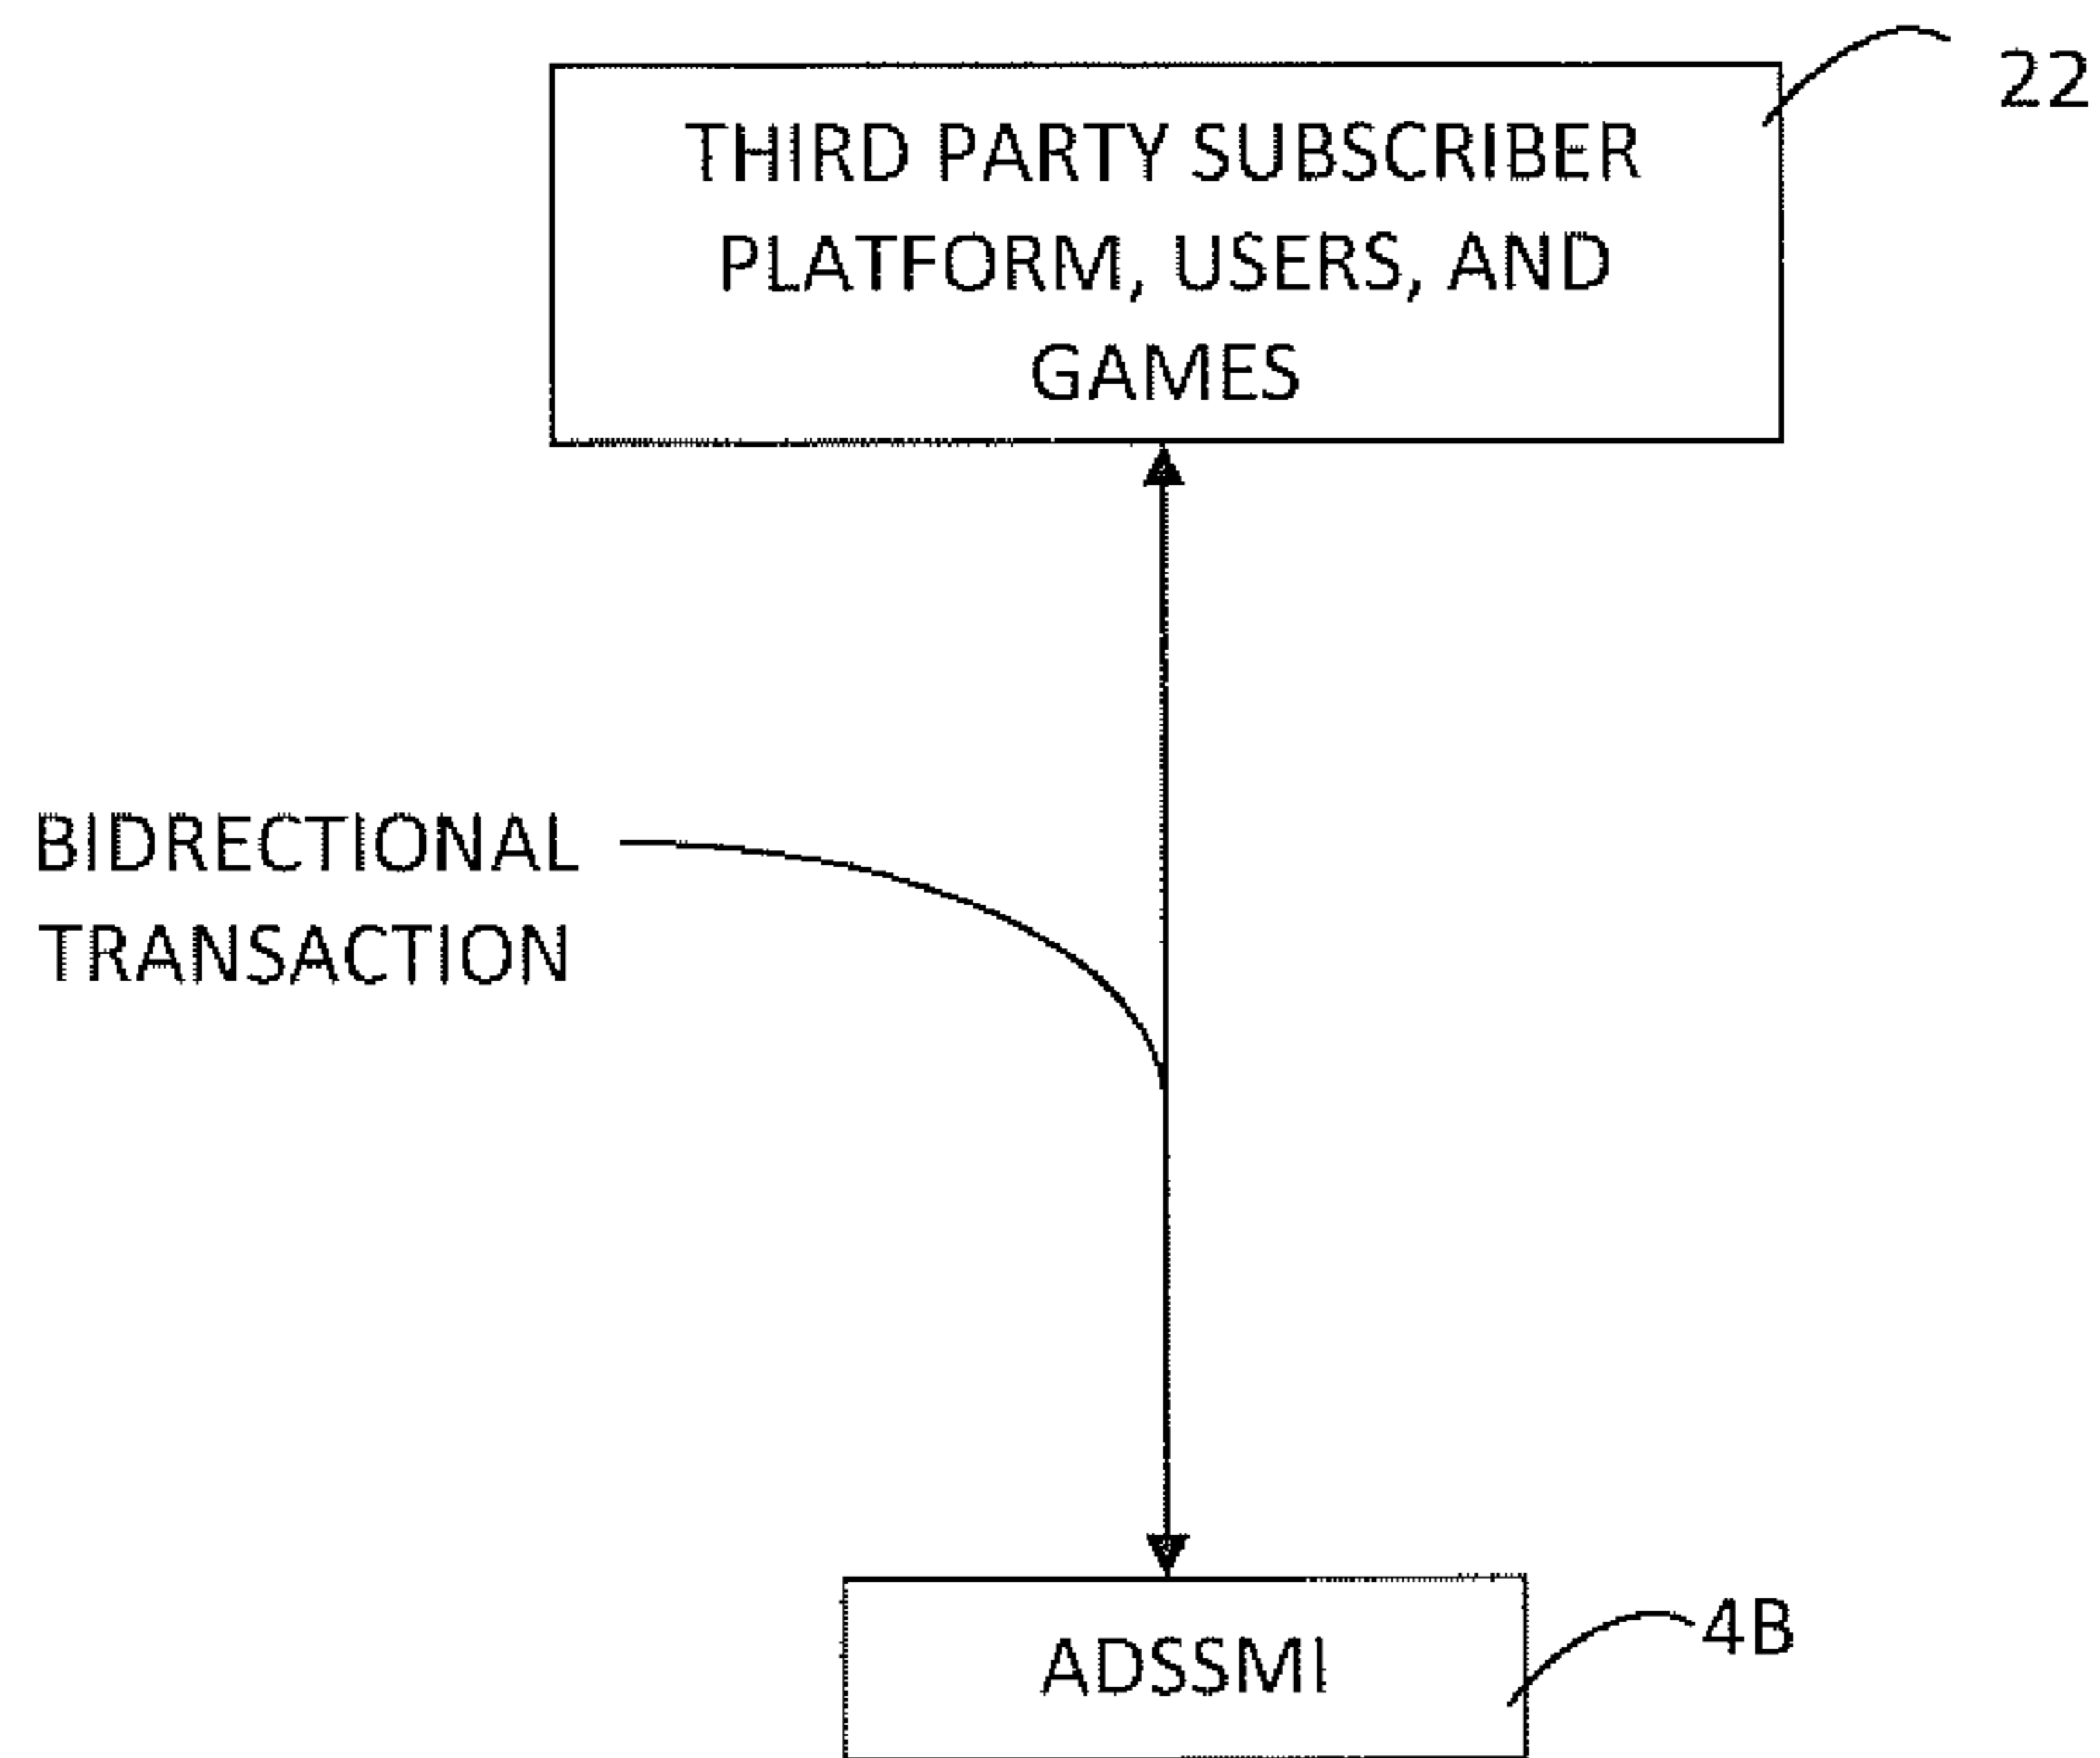 22
THIRD PARTY SUBSCRIBER
PLATFORM, USERS, AND
GAMES
BIDRECTIONAL
TRANSACTION
4B
ADSSMI